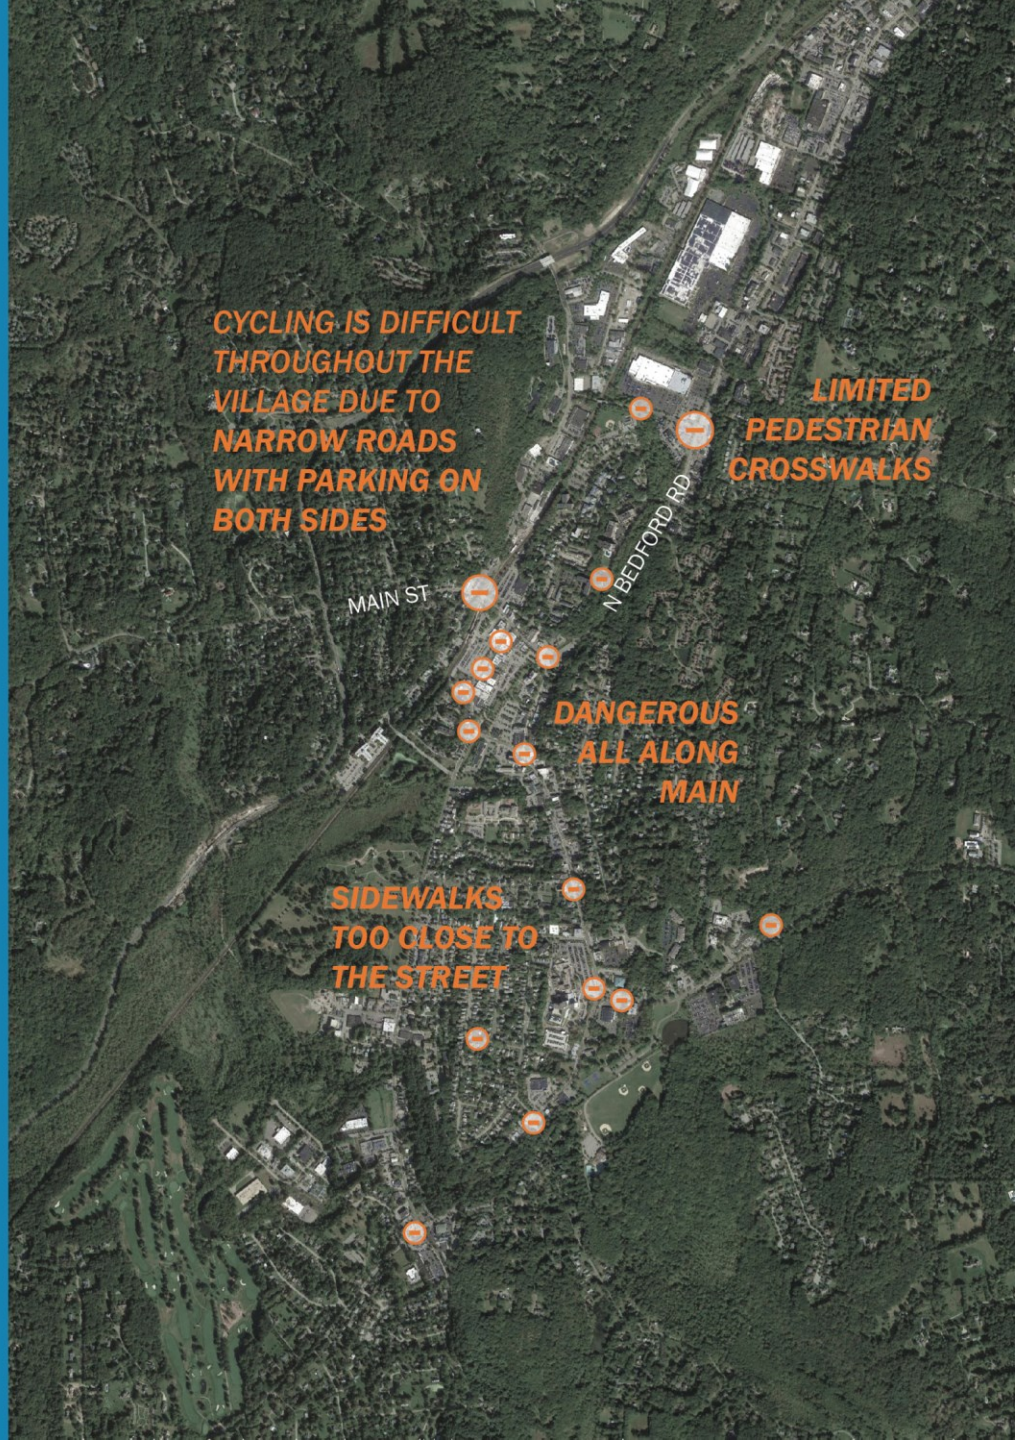 CYCLING IS DIFFICULT
THROUGHOUT THE
VILLAGE DUE TO
NARROW ROADS
WITH PARKING ON
BOTH SIDES
LIMITED
PEDESTRIAN
CROSSWALKS
N BEDFORD RD
MAIN ST
DANGEROUS
ALL ALONG
MAIN
SIDEWALKS
TOO CLOSE TO
THE STREET